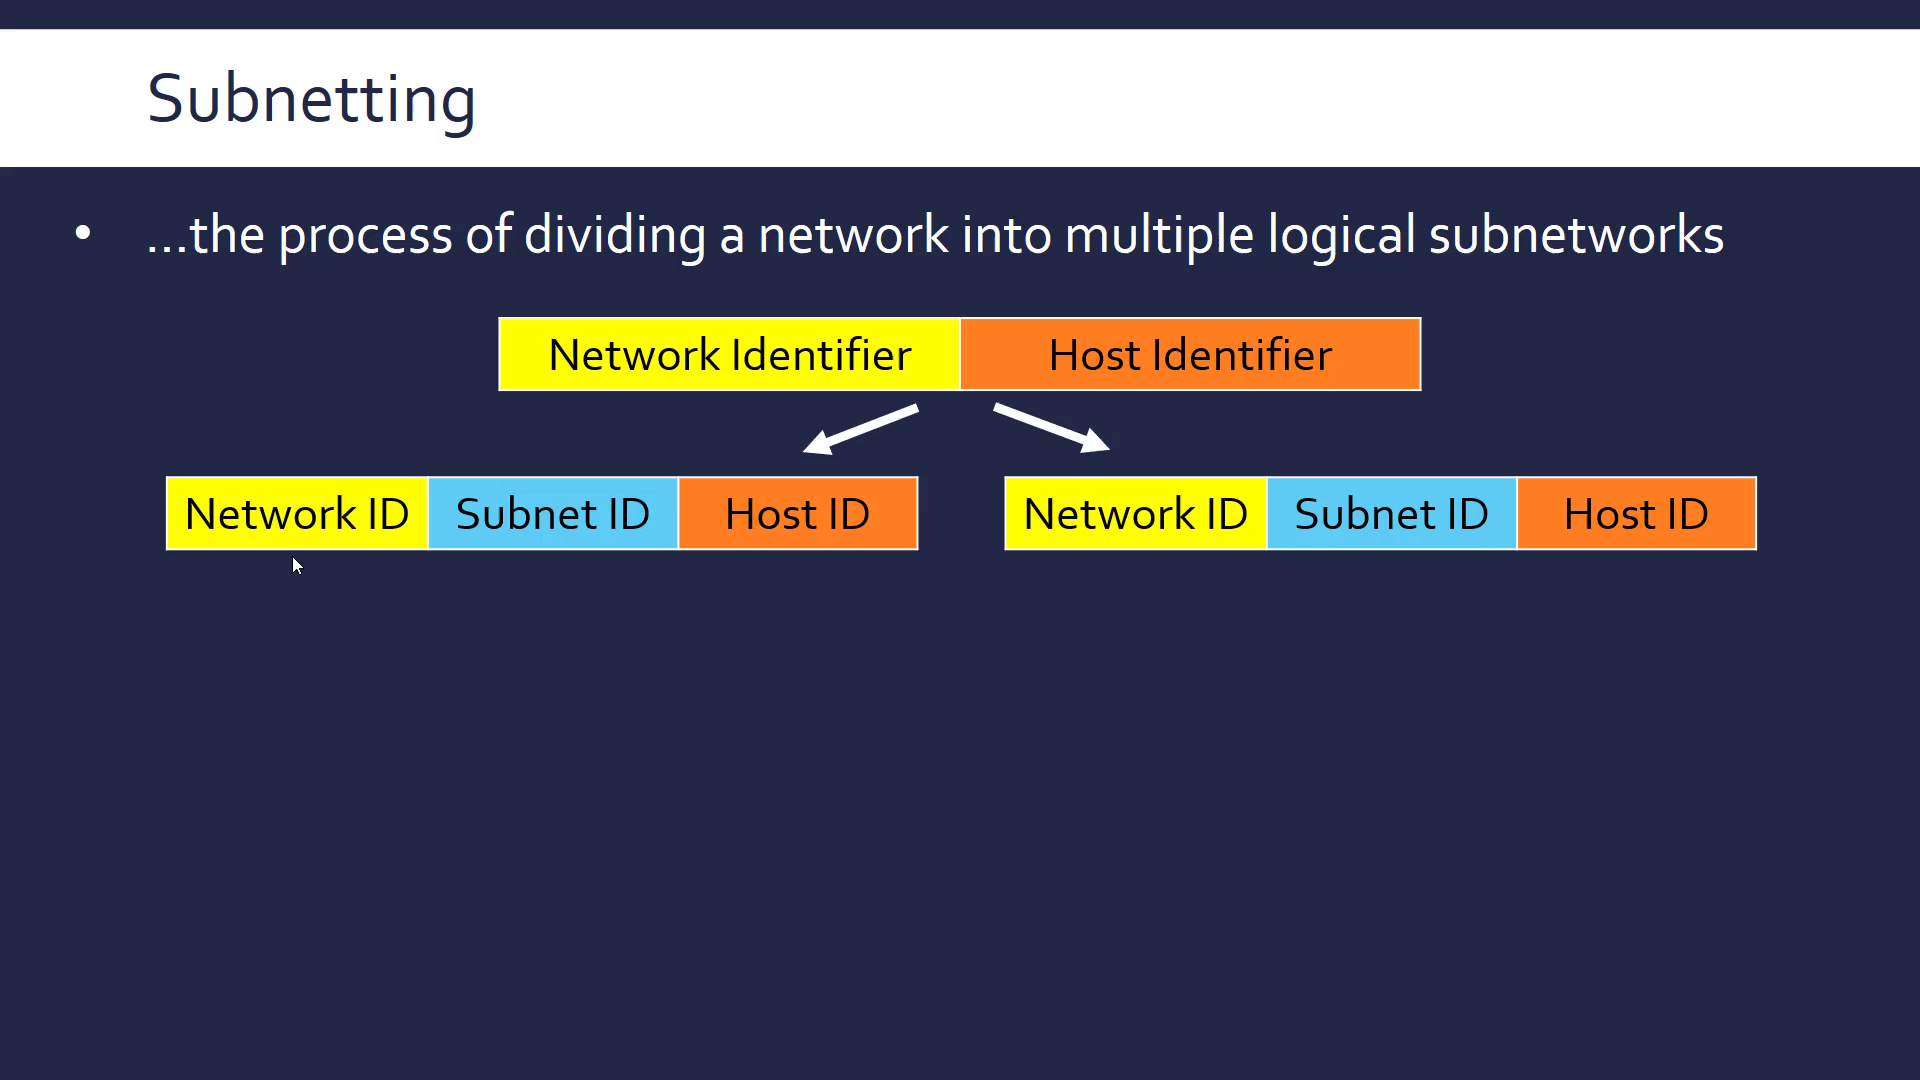 Subnetting
• ...the process of dividing a network into multiple logical subnetworks
Network Identifier Host Identifier
Network ID Subnet ID Host ID Network ID Subnet ID Host ID